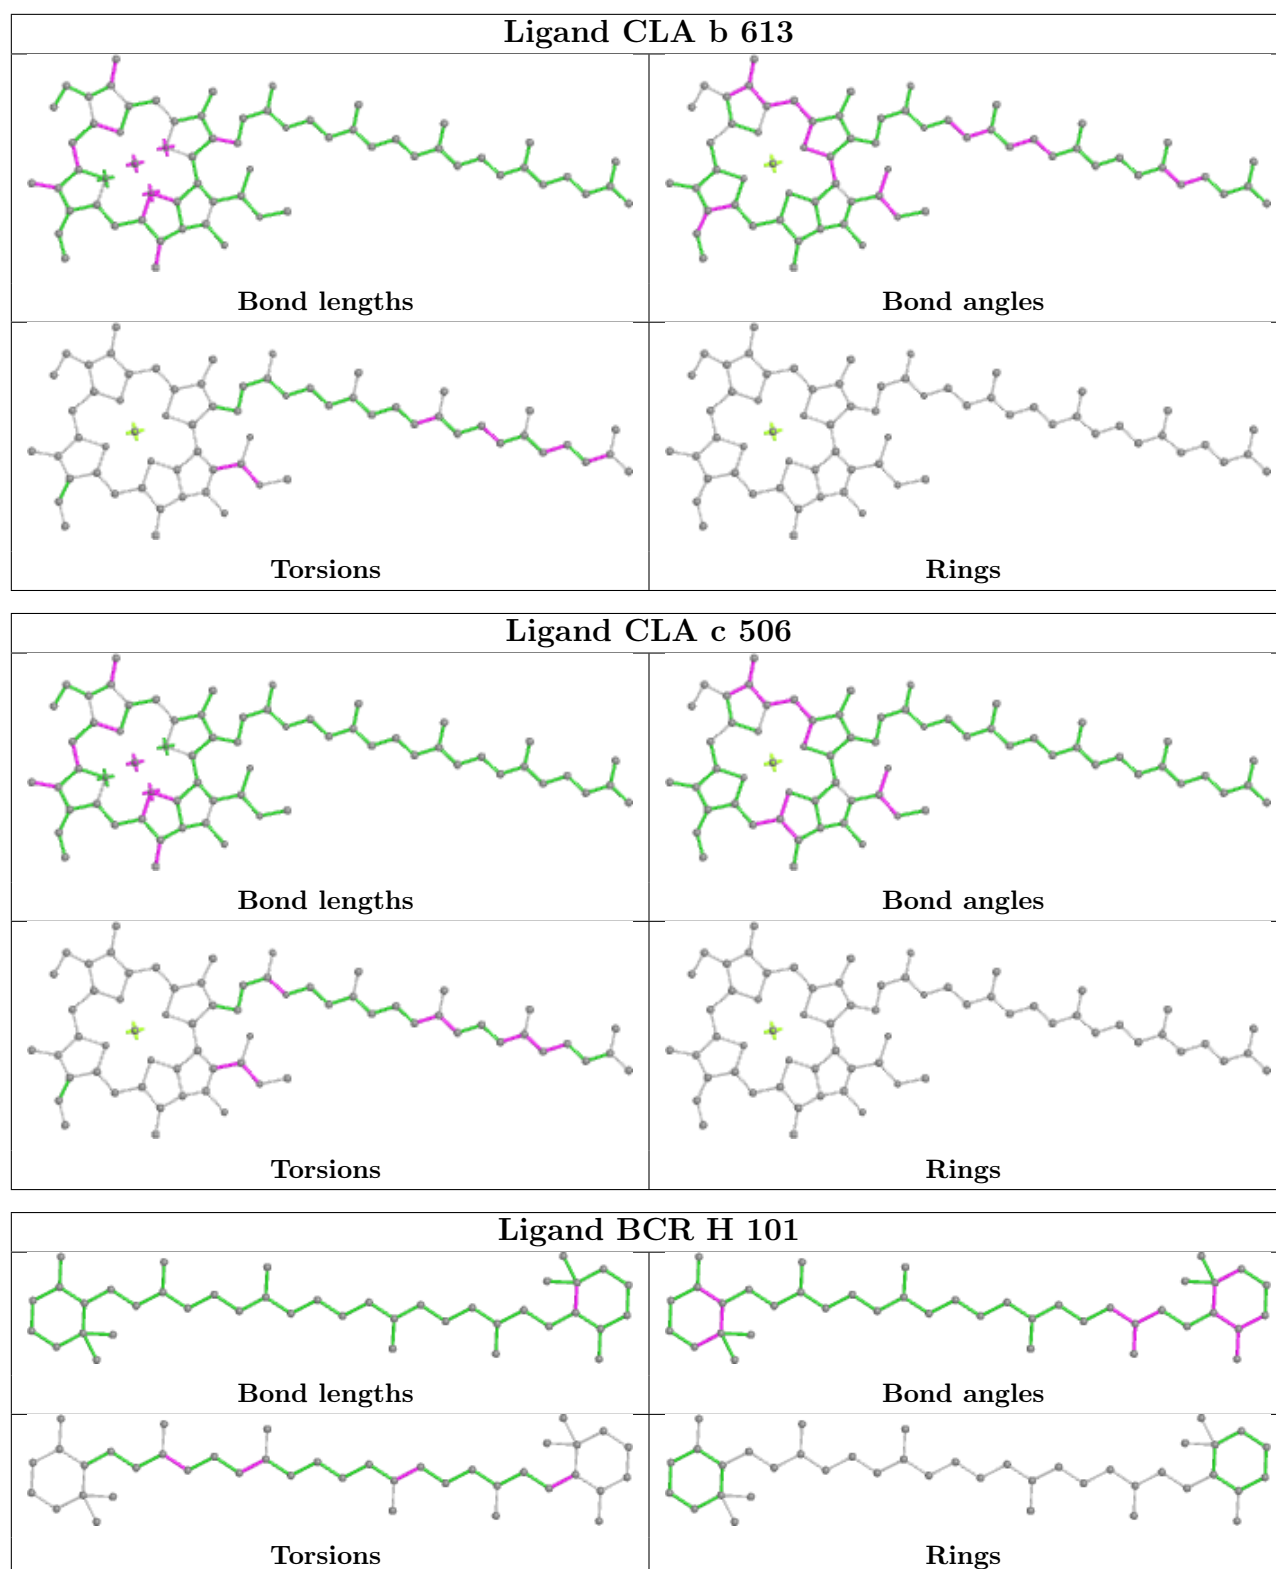 Ligand CLA b 613
Bond lengths
Bond angles
Torsions
Rings
Ligand CLA c 506
Bond lengths
Bond angles
Torsions
Rings
Ligand BCR H 101
Bond lengths
Bond angles
Torsions
Rings